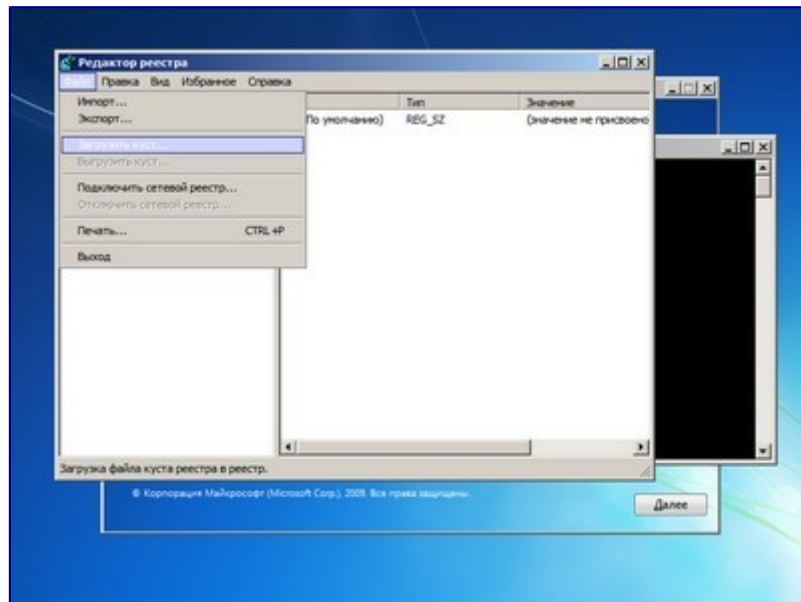 Редактор реестра
Файл Правка Вид Избранное Справка
Импорт...
Экспорт...
Загрузить куст...
Выгрузить куст...
Подключить сетевой реестр...
Отключить сетевой реестр...
Печать... CTRL+P
Выход
Тип Значение
По умолчанию) REG_SZ (значение не присвоено
Загрузка файла куста реестра в реестр.
© Корпорация Майкрософт (Microsoft Corp.), 2009. Все права защищены.
Далее